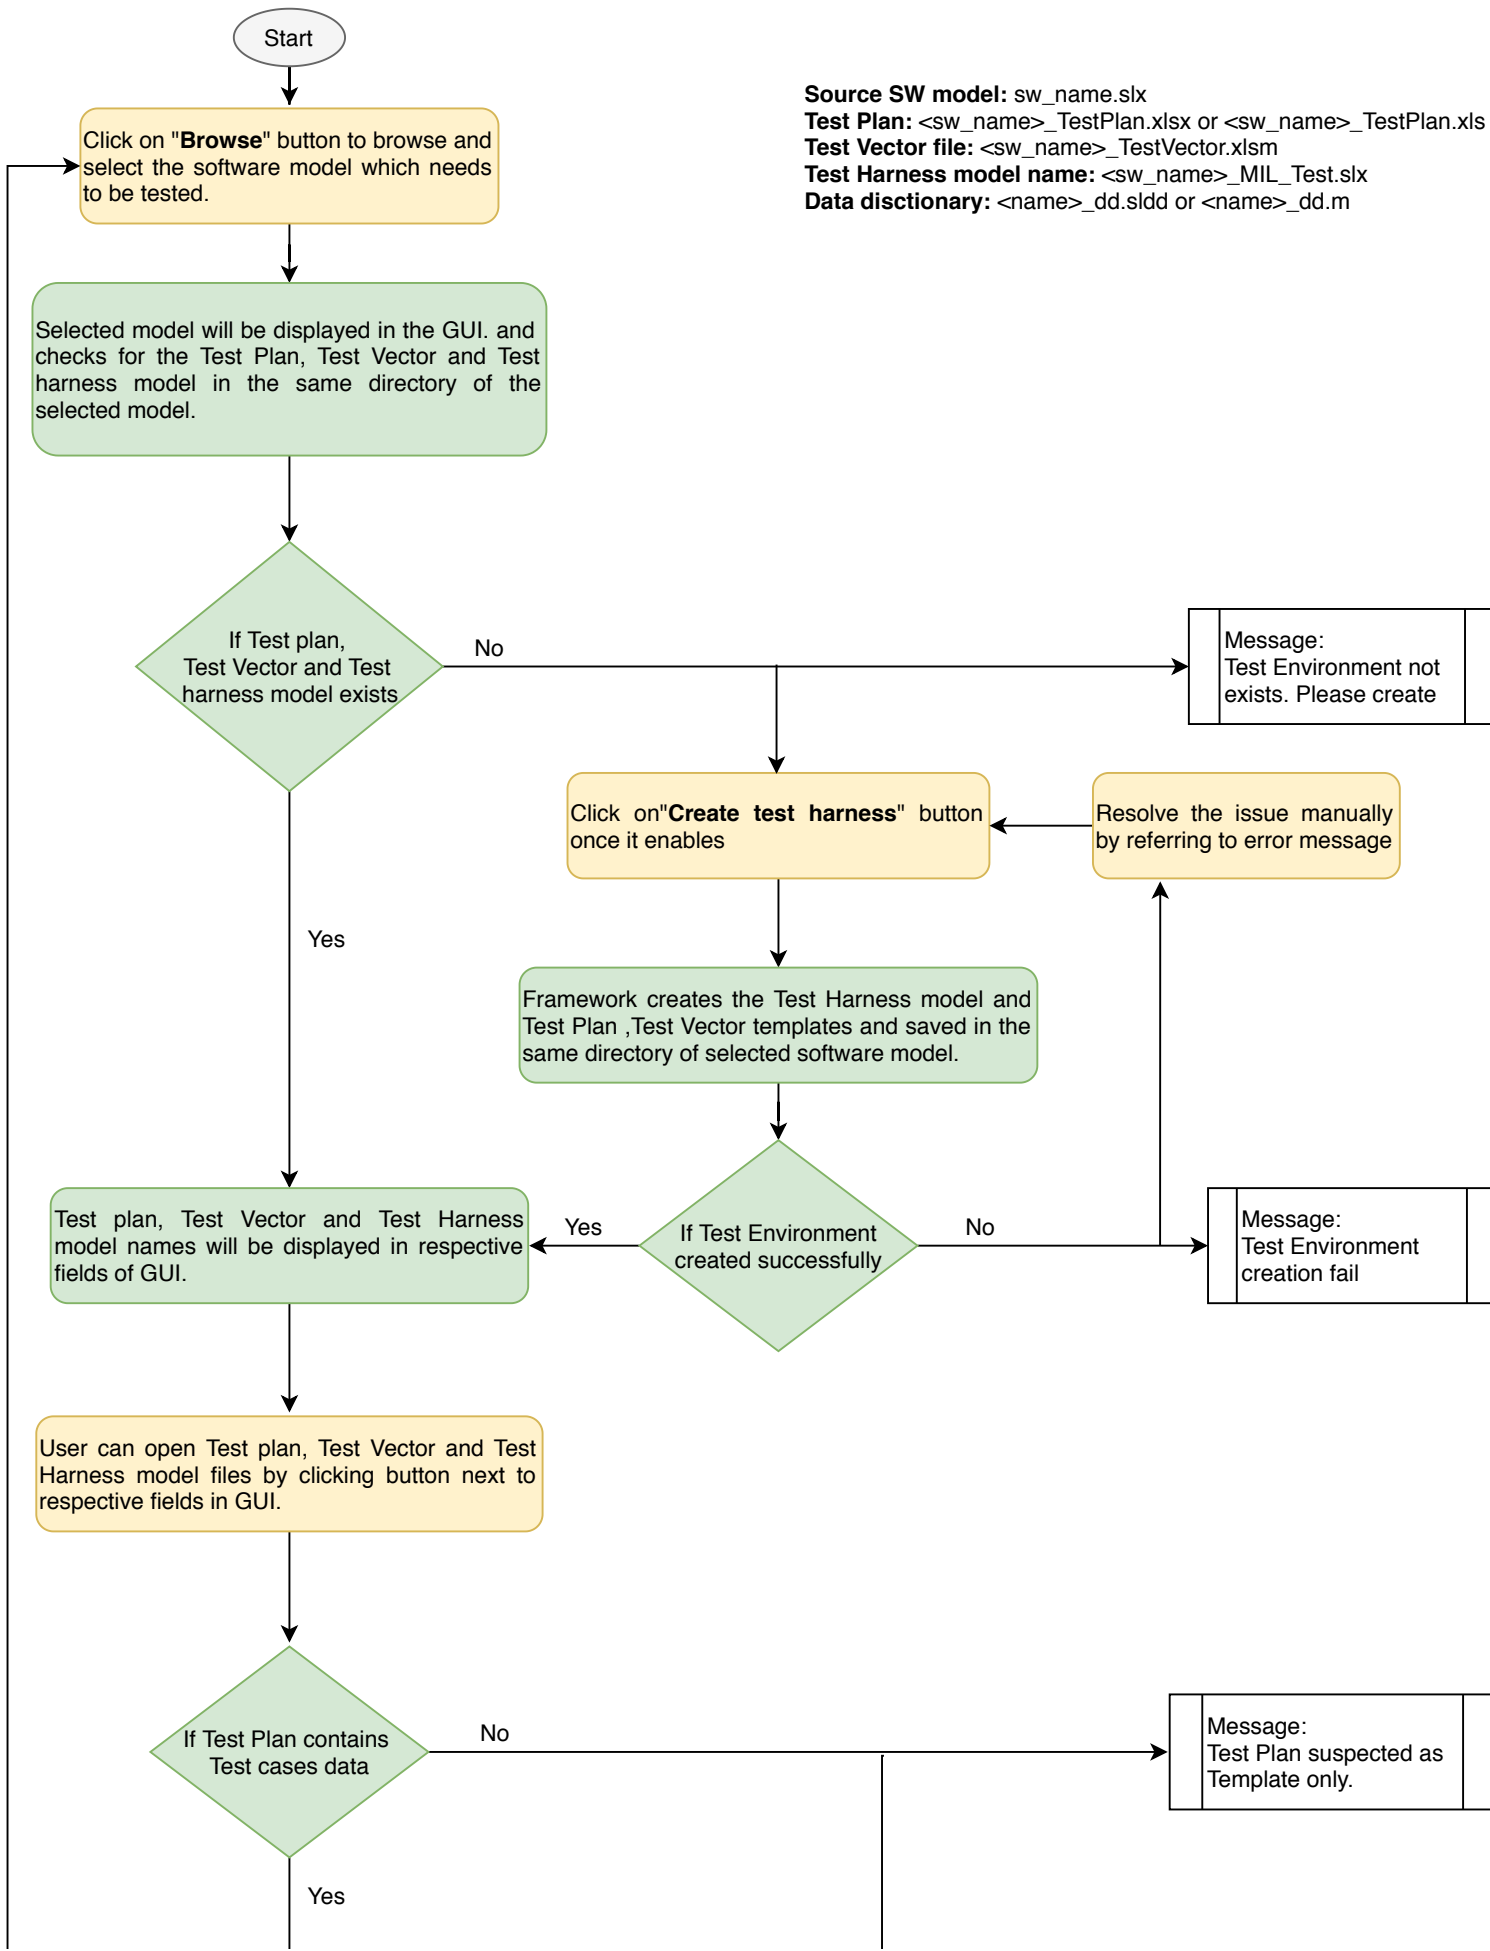 Start
Click on "Browse" button to browse and
select the software model which needs
to be tested.
Source SW model: sw_name.slx
Test Plan: <sw_name>_TestPlan.xlsx or <sw_name>_TestPlan.xls
Test Vector file: <sw_name>_TestVector.xlsm
Test Harness model name: <sw_name>_MIL_Test.slx
Data disctionary: <name>_dd.sldd or <name>_dd.m
Selected model will be displayed in the GUI. and
checks for the Test Plan, Test Vector and Test
harness model in the same directory of the
selected model.
If Test plan,
Test Vector and Test
harness model exists
No
Message:
Test Environment not
exists. Please create
Click on"Create test harness" button
once it enables
Resolve the issue manually
by referring to error message
Yes
Framework creates the Test Harness model and
Test Plan ,Test Vector templates and saved in the
same directory of selected software model.
Test plan, Test Vector and Test Harness
model names will be displayed in respective
fields of GUI.
Yes
If Test Environment
created successfully
No
Message:
Test Environment
creation fail
User can open Test plan, Test Vector and Test
Harness model files by clicking button next to
respective fields in GUI.
If Test Plan contains
Test cases data
No
Message:
Test Plan suspected as
Template only.
Yes